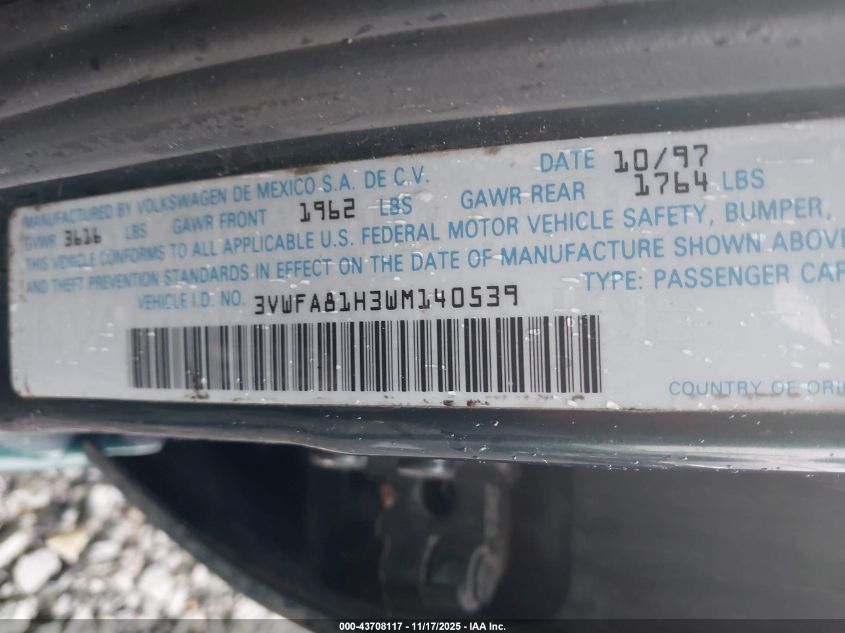 MANUFACTURED BY VOLKSWAGEN DE MEXICO S.A. DE C.V. DATE 10/97
GVWR 3616 LBS GAWR FRONT 1962 LBS GAWR REAR 1764 LBS
THIS VEHICLE CONFORMS TO ALL APPLICABLE U.S. FEDERAL MOTOR VEHICLE SAFETY, BUMPER,
AND THEFT PREVENTION STANDARDS IN EFFECT ON THE DATE OF MANUFACTURE SHOWN ABOVE
VEHICLE I.D. NO. 3VWFA81H3WM140539 TYPE: PASSENGER CAR
COUNTRY OF ORI
000-43708117 - 11/17/2025 - IAA Inc.